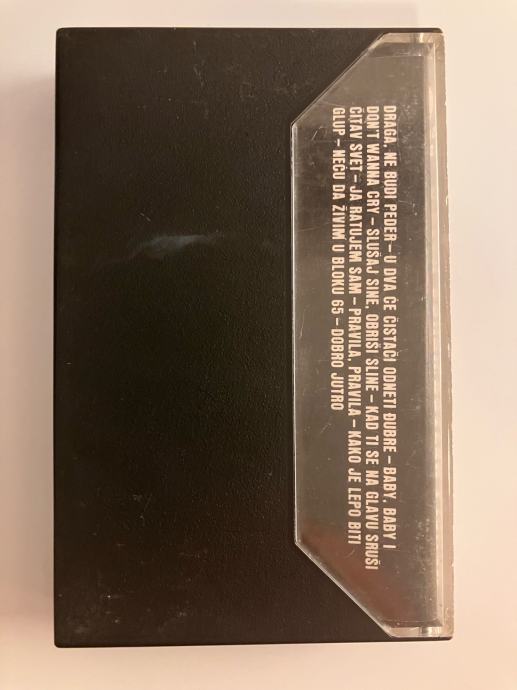 DRAGA, NE BUDI PEDER – U DVA ĆE ČISTAČI ODNETI ĐUBRE – BABY, BABY I
DON'T WANNA CRY – SLUŠAJ SINE, OBRIŠI SLINE – KAD TI SE NA GLAVU SRUŠI
ČITAV SVET – JA RATUJEM SAM – PRAVILA, PRAVILA – KAKO JE LEPO BITI
GLUP – NEĆU DA ŽIVIM U BLOKU 65 – DOBRO JUTRO